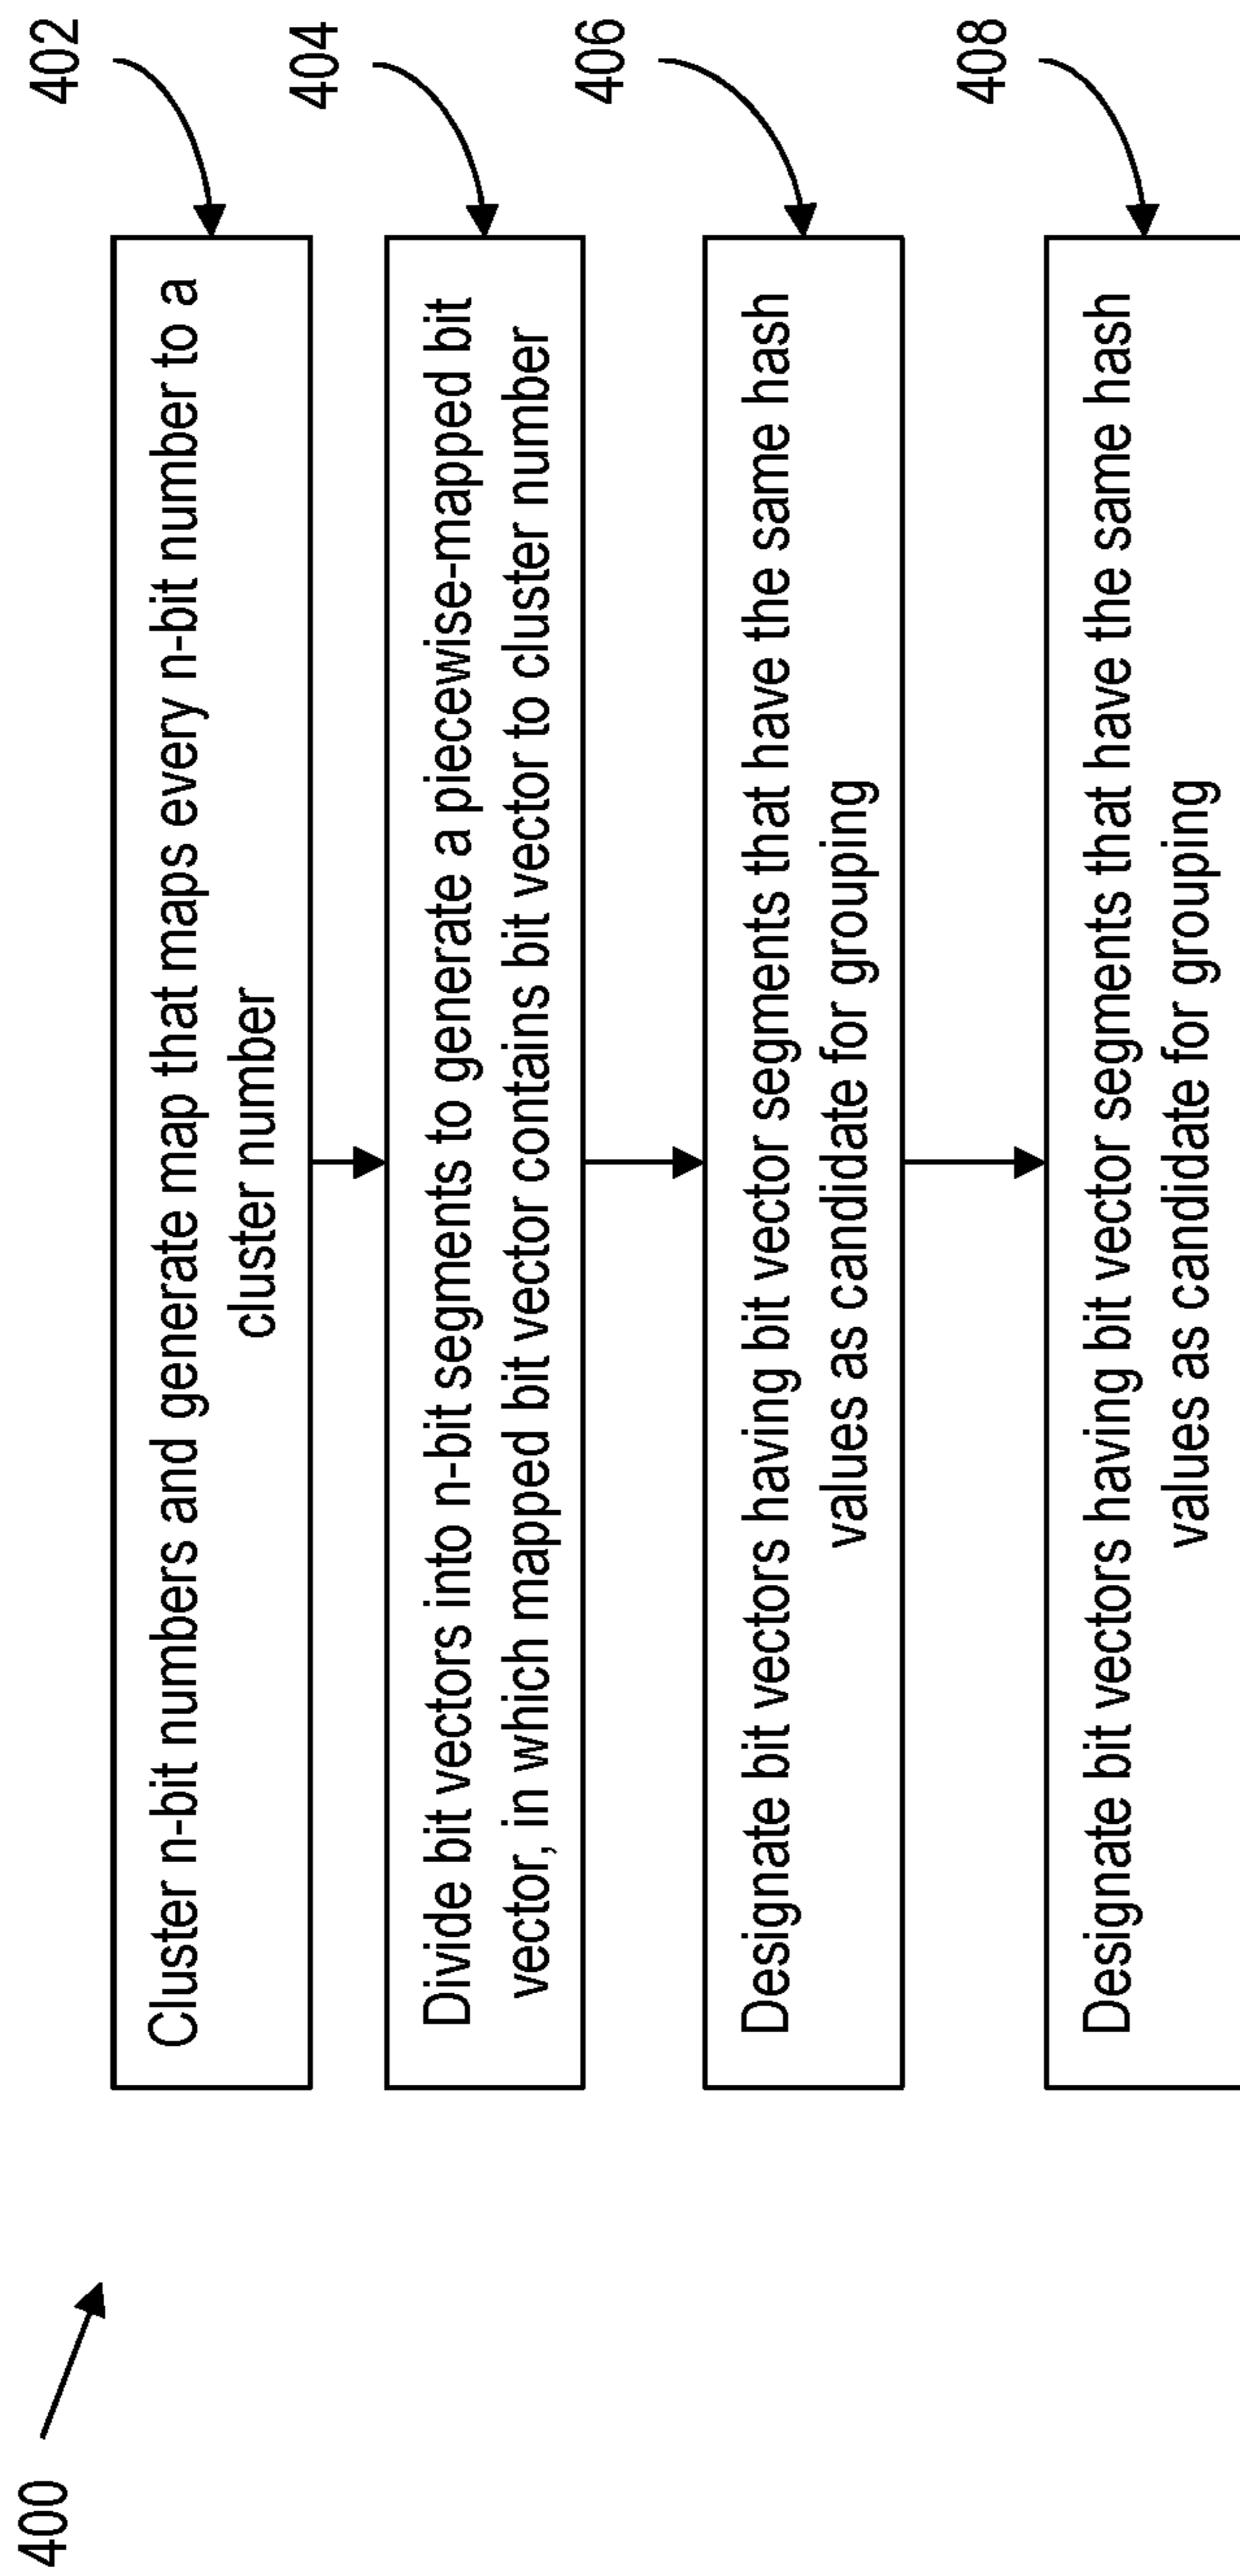 400
402
Cluster n-bit numbers and generate map that maps every n-bit number to a
cluster number
404
Divide bit vectors into n-bit segments to generate a piecewise-mapped bit
vector, in which mapped bit vector contains bit vector to cluster number
406
Designate bit vectors having bit vector segments that have the same hash
values as candidate for grouping
408
Designate bit vectors having bit vector segments that have the same hash
values as candidate for grouping